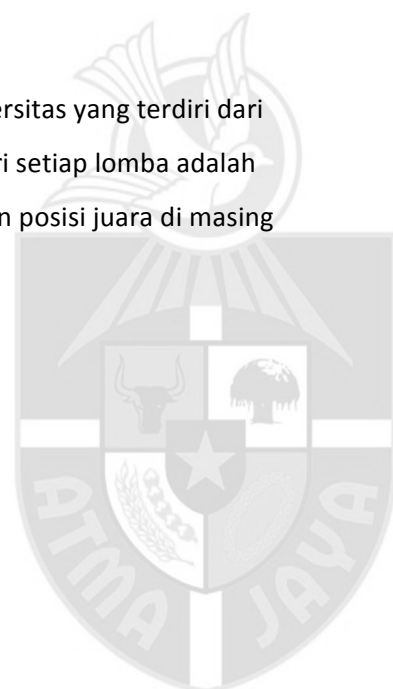 ersitas yang terdiri dari
ri setiap lomba adalah
n posisi juara di masing
ATMA JAYA